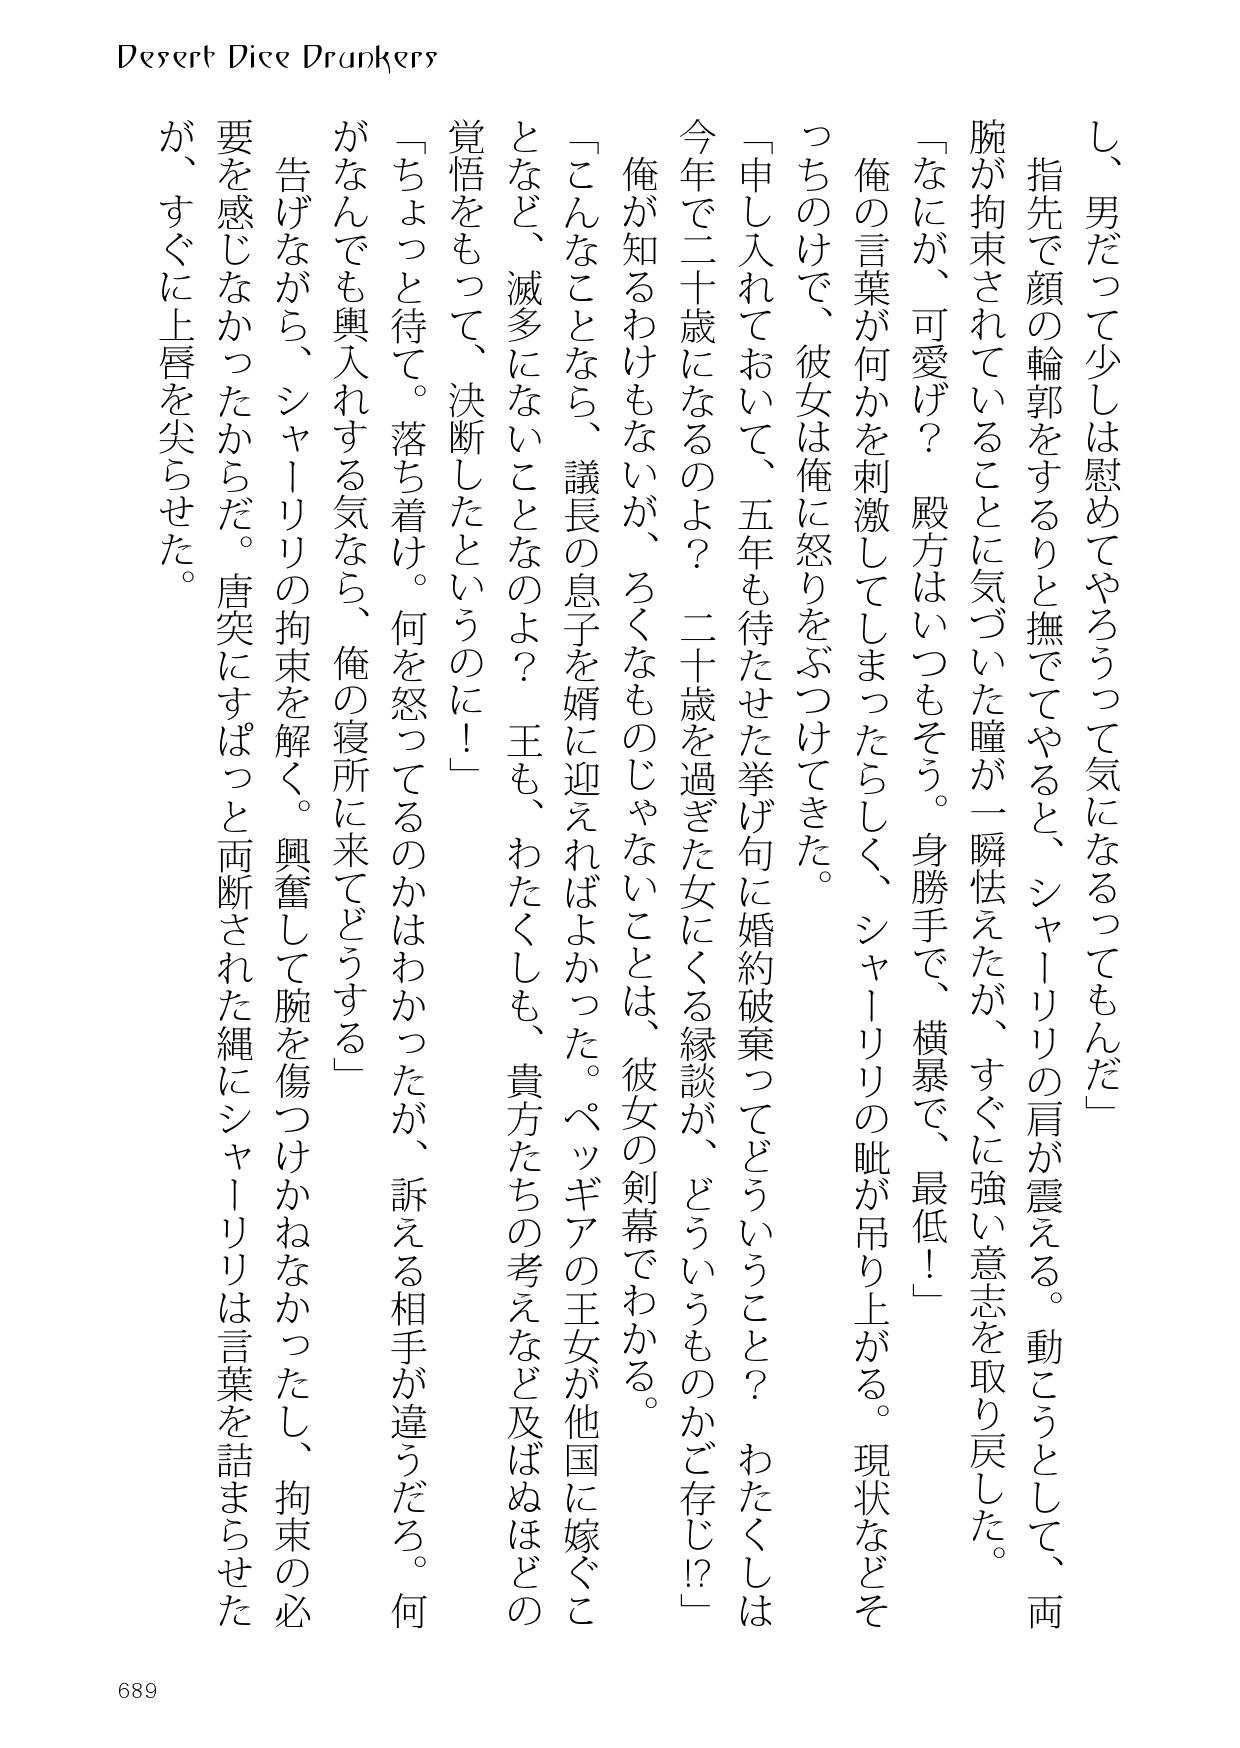 Desert Dice Drunkers
し、男だって少しは慰めてやろうって気になるってもんだ」
　指先で顔の輪郭をするりと撫でてやると、シャーリリの肩が震える。動こうとして、両
腕が拘束されていることに気づいた瞳が一瞬怯えたが、すぐに強い意志を取り戻した。
「なにが、可愛げ？　殿方はいつもそう。身勝手で、横暴で、最低！」
　俺の言葉が何かを刺激してしまったらしく、シャーリリの眦が吊り上がる。現状などそ
っちのけで、彼女は俺に怒りをぶつけてきた。
「申し入れておいて、五年も待たせた挙げ句に婚約破棄ってどういうこと？　わたくしは
今年で二十歳になるのよ？　二十歳を過ぎた女にくる縁談が、どういうものかご存じ!?」
　俺が知るわけもないが、ろくなものじゃないことは、彼女の剣幕でわかる。
「こんなことなら、議長の息子を婿に迎えればよかった。ペッギアの王女が他国に嫁ぐこ
となど、滅多にないことなのよ？　王も、わたくしも、貴方たちの考えなど及ばぬほどの
覚悟をもって、決断したというのに！」
「ちょっと待て。落ち着け。何を怒ってるのかはわかったが、訴える相手が違うだろ。何
がなんでも輿入れする気なら、俺の寝所に来てどうする」
　告げながら、シャーリリの拘束を解く。興奮して腕を傷つけかねなかったし、拘束の必
要を感じなかったからだ。唐突にすぱっと両断された縄にシャーリリは言葉を詰まらせた
が、すぐに上唇を尖らせた。
689